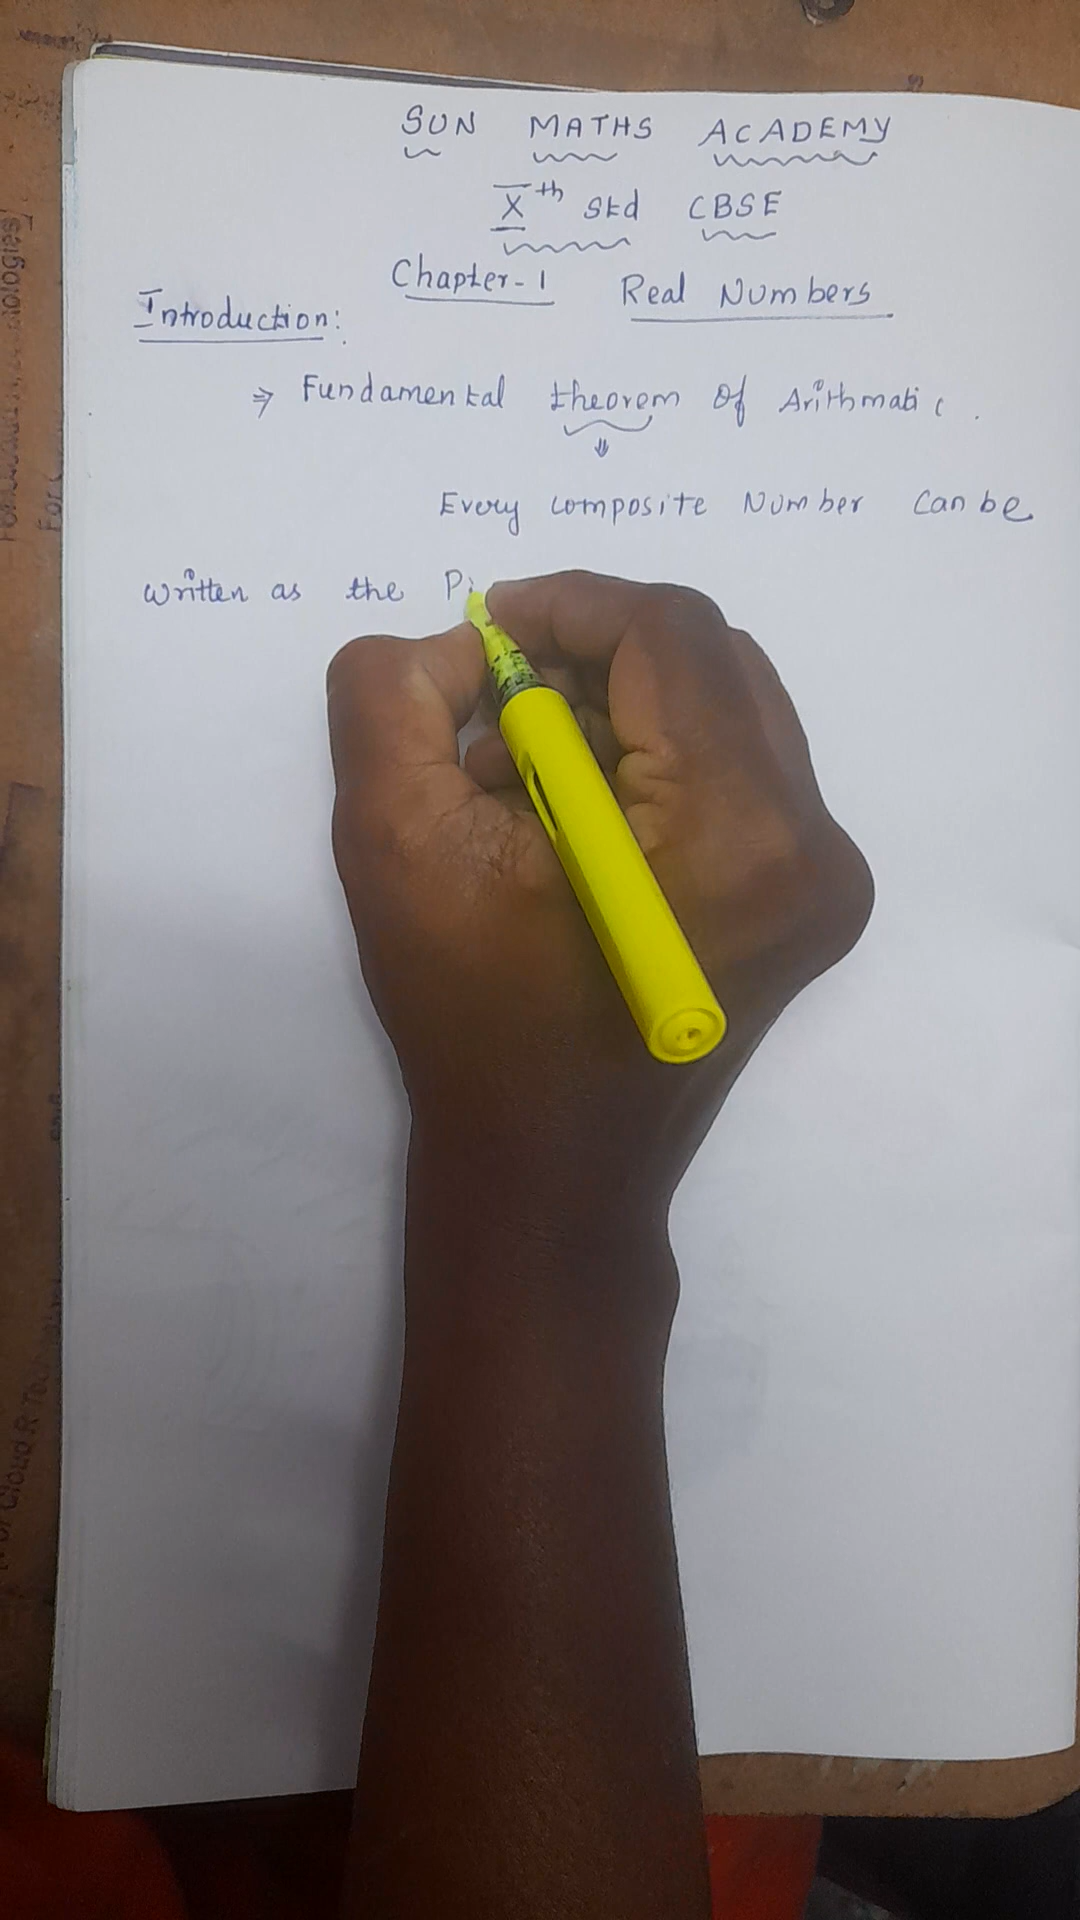 SUN MATHS ACADEMY
Xth Std CBSE
Chapter-1 Real Numbers
Introduction:
⇒ Fundamental theorem of Arithmatic.
⇓
Every composite Number can be
written as the